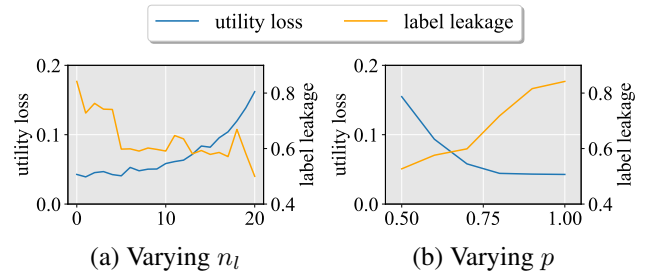 utility loss label leakage
0.2 0.8 0.2 0.8
utility loss 0.1 0.6 label leakage utility loss 0.1 0.6 label leakage
0.0 0.4 0.0 0.4
0 10 20 0.50 0.75 1.00
(a) Varying n_l (b) Varying p